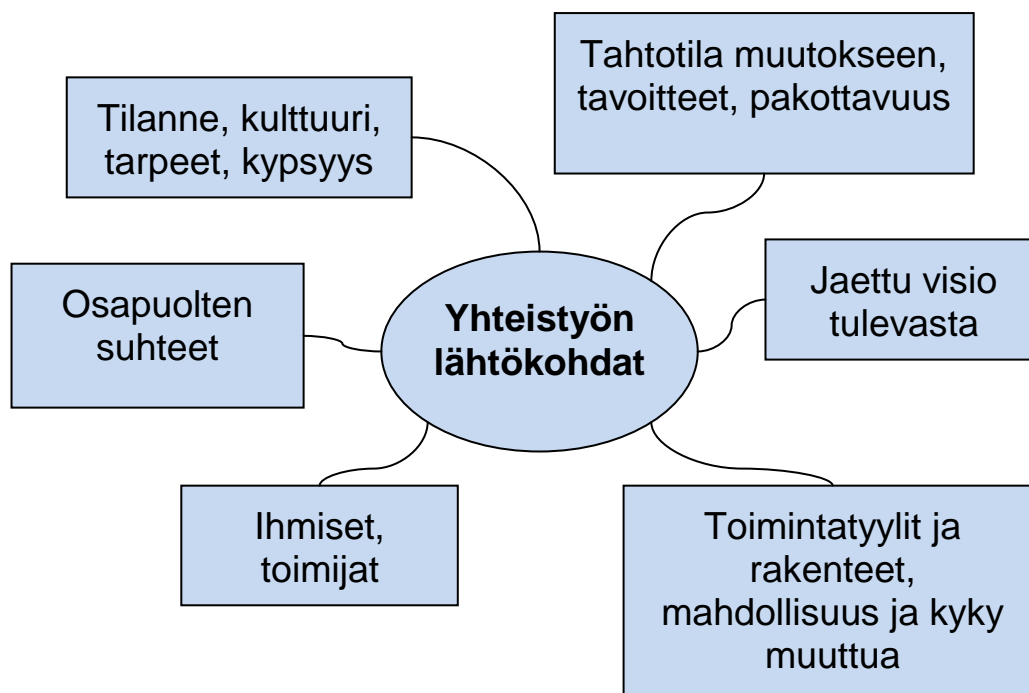 Tahtotila muutokseen,
tavoitteet, pakottavuus
Tilanne, kulttuuri,
tarpeet, kypsyys
Jaettu visio
tulevasta
Osapuolten
suhteet
Yhteistyön
lähtökohdat
Ihmiset,
toimijat
Toimintatyylit ja
rakenteet,
mahdollisuus ja kyky
muuttua